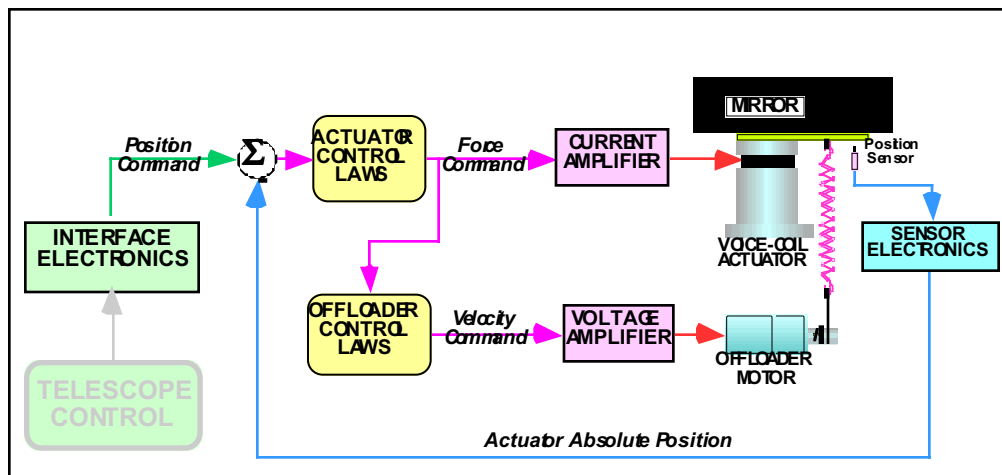 MIRROR
Position
Command
Σ
ACTUATOR
CONTROL
LAWS
Force
Command
CURRENT
AMPLIFIER
Position
Sensor
INTERFACE
ELECTRONICS
VOICE-COIL
ACTUATOR
SENSOR
ELECTRONICS
OFFLOADER
CONTROL
LAWS
Velocity
Command
VOLTAGE
AMPLIFIER
OFFLOADER
MOTOR
TELESCOPE
CONTROL
Actuator Absolute Position